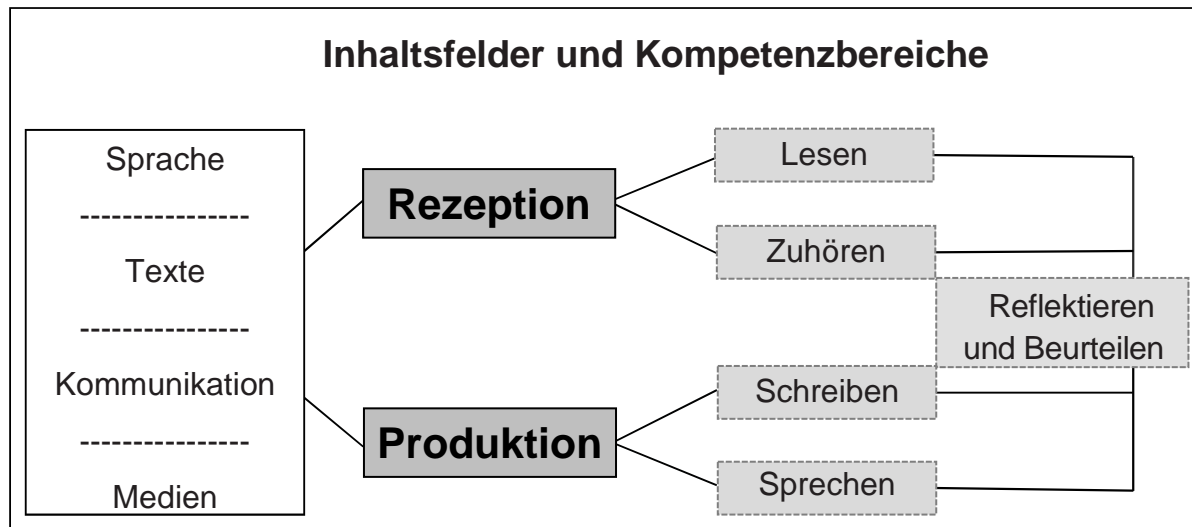 Inhaltsfelder und Kompetenzbereiche
Sprache
----------------
Texte
----------------
Kommunikation
----------------
Medien
Rezeption
Produktion
Lesen
Zuhören
Schreiben
Sprechen
Reflektieren
und Beurteilen